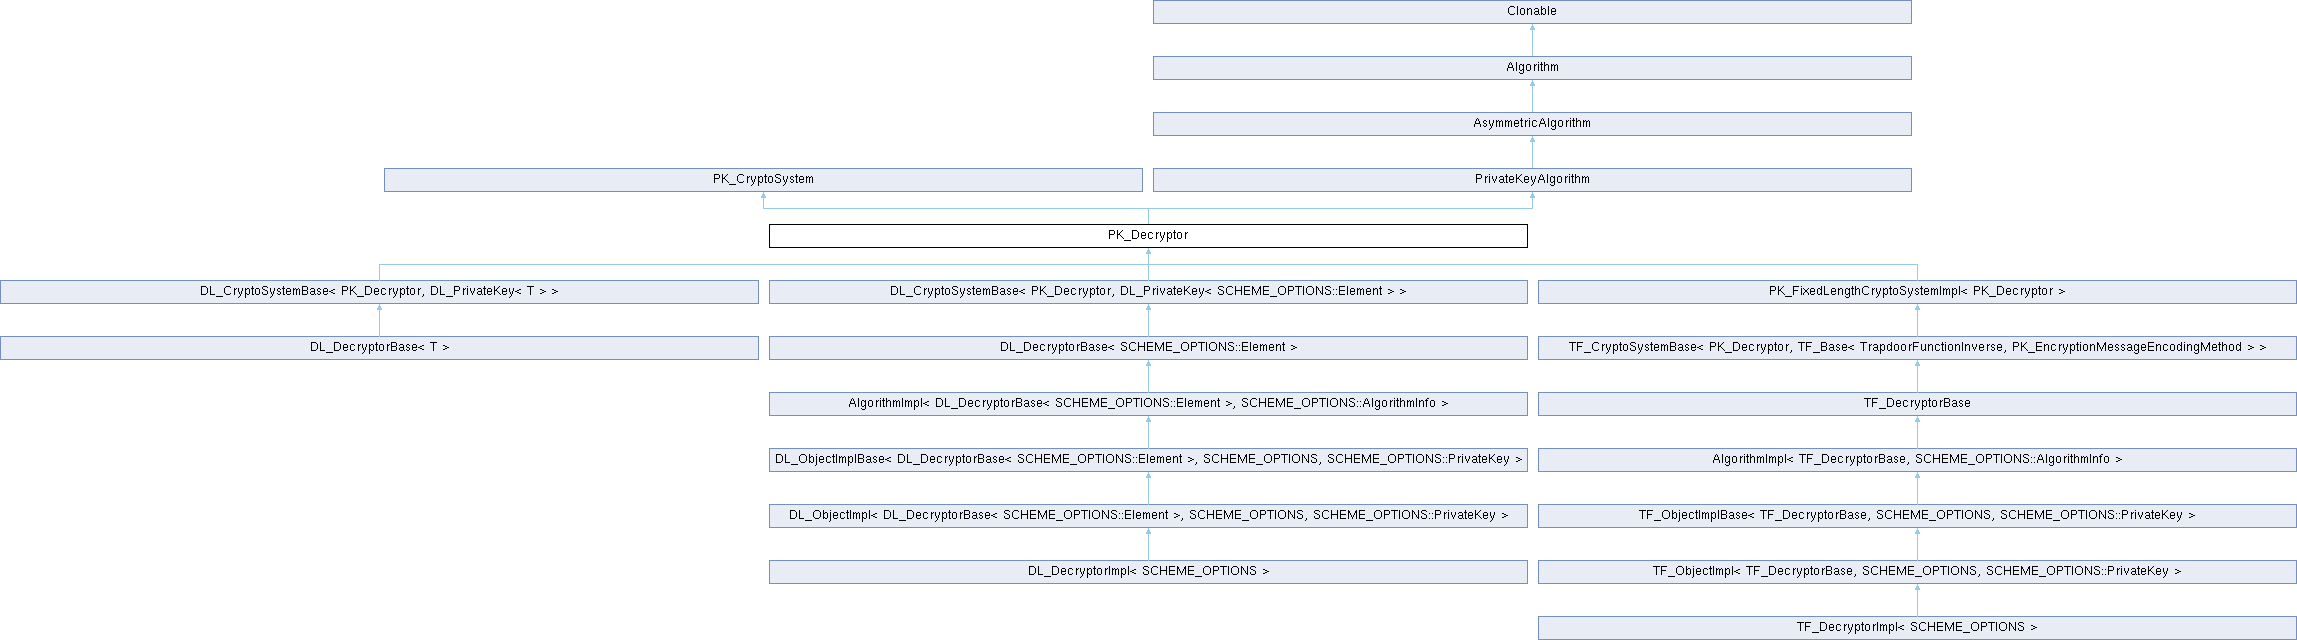 Clonable
Algorithm
AsymmetricAlgorithm
PK_CryptoSystem
PrivateKeyAlgorithm
PK_Decryptor
DL_CryptoSystemBase< PK_Decryptor, DL_PrivateKey< T > >
DL_CryptoSystemBase< PK_Decryptor, DL_PrivateKey< SCHEME_OPTIONS::Element > >
PK_FixedLengthCryptoSystemImpl< PK_Decryptor >
DL_DecryptorBase< T >
DL_DecryptorBase< SCHEME_OPTIONS::Element >
TF_CryptoSystemBase< PK_Decryptor, TF_Base< TrapdoorFunctionInverse, PK_EncryptionMessageEncodingMethod > >
AlgorithmImpl< DL_DecryptorBase< SCHEME_OPTIONS::Element >, SCHEME_OPTIONS::AlgorithmInfo >
TF_DecryptorBase
DL_ObjectImplBase< DL_DecryptorBase< SCHEME_OPTIONS::Element >, SCHEME_OPTIONS, SCHEME_OPTIONS::PrivateKey >
AlgorithmImpl< TF_DecryptorBase, SCHEME_OPTIONS::AlgorithmInfo >
DL_ObjectImpl< DL_DecryptorBase< SCHEME_OPTIONS::Element >, SCHEME_OPTIONS, SCHEME_OPTIONS::PrivateKey >
TF_ObjectImplBase< TF_DecryptorBase, SCHEME_OPTIONS, SCHEME_OPTIONS::PrivateKey >
DL_DecryptorImpl< SCHEME_OPTIONS >
TF_ObjectImpl< TF_DecryptorBase, SCHEME_OPTIONS, SCHEME_OPTIONS::PrivateKey >
TF_DecryptorImpl< SCHEME_OPTIONS >